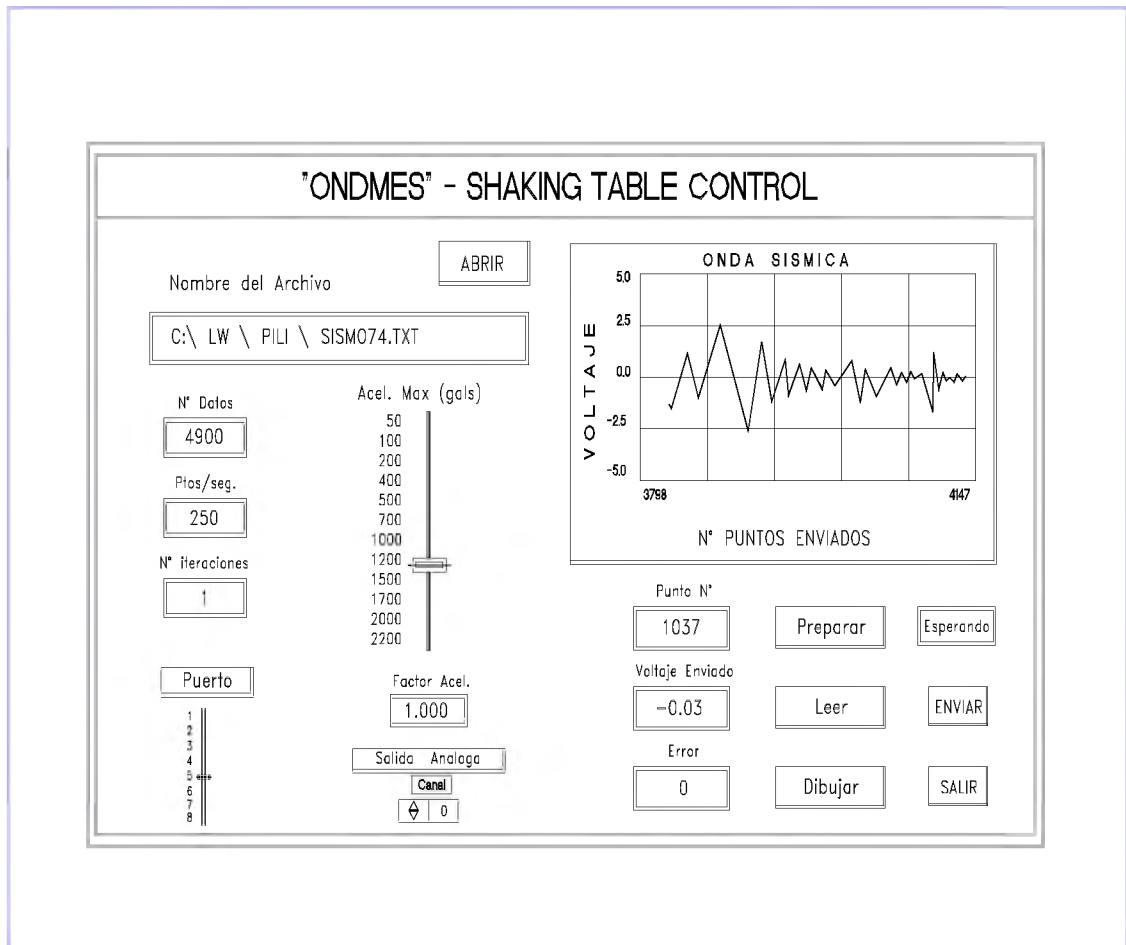 "ONDMES" - SHAKING TABLE CONTROL
ABRIR
Nombre del Archivo
C:\ LW \ PILI \ SISMO74.TXT
N° Datos
4900
Ptos/seg.
250
N° iteraciones
1
Puerto
1
2
3
4
5
6
7
8
Acel. Max (gals)
50
100
200
400
500
700
1000
1200
1500
1700
2000
2200
Factor Acel.
1.000
Salida Analoga
Canal
0
ONDA SISMICA
VOLTAJE
5.0
2.5
0.0
-2.5
-5.0
3798 4147
N° PUNTOS ENVIADOS
Punto N°
1037
Preparar
Esperando
Voltaje Enviado
-0.03
Leer
ENVIAR
Error
0
Dibujar
SALIR